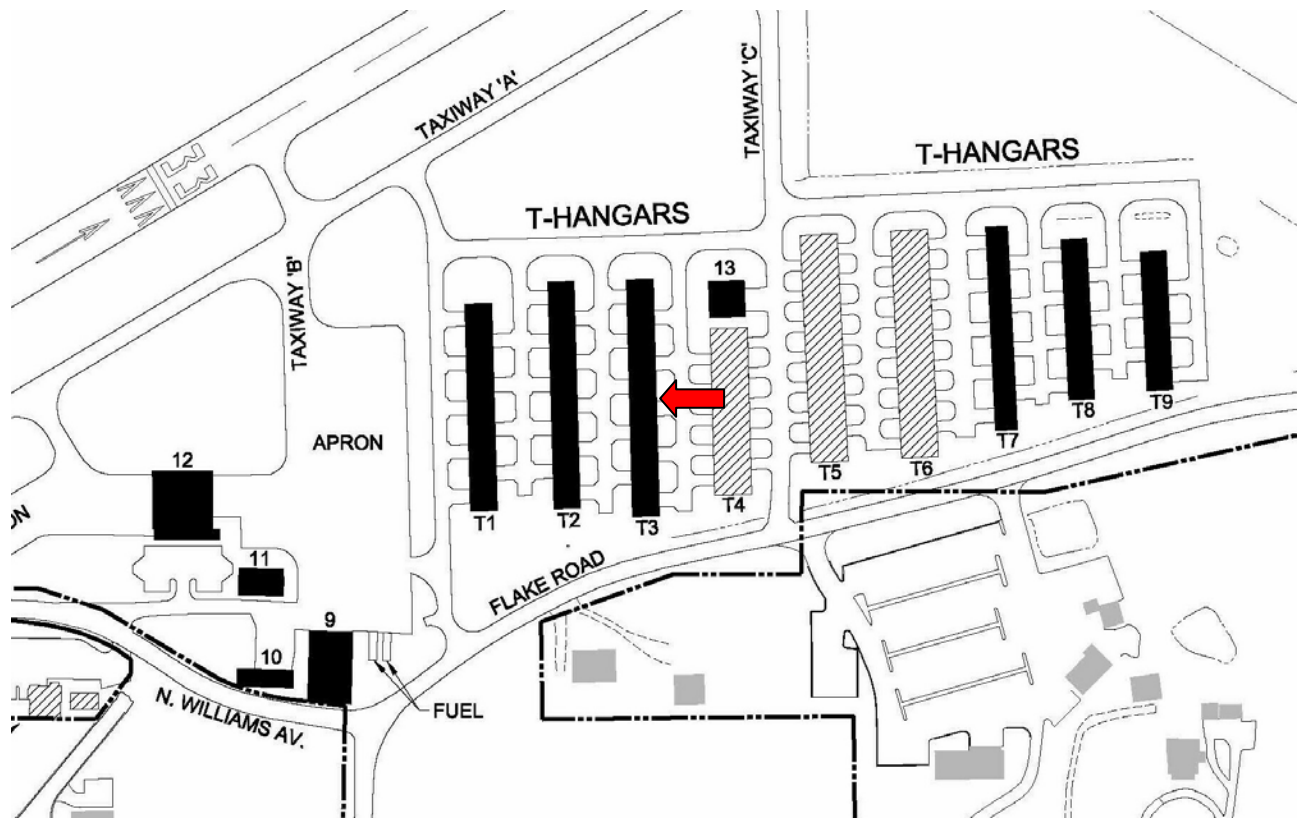 TAXIWAY 'A'
TAXIWAY 'C'
T-HANGARS
33
T-HANGARS
TAXIWAY 'B'
13
APRON
12
T7
T8
T9
T5
T6
T1
T2
T3
T4
11
FLAKE ROAD
9
10
FUEL
N. WILLIAMS AV.